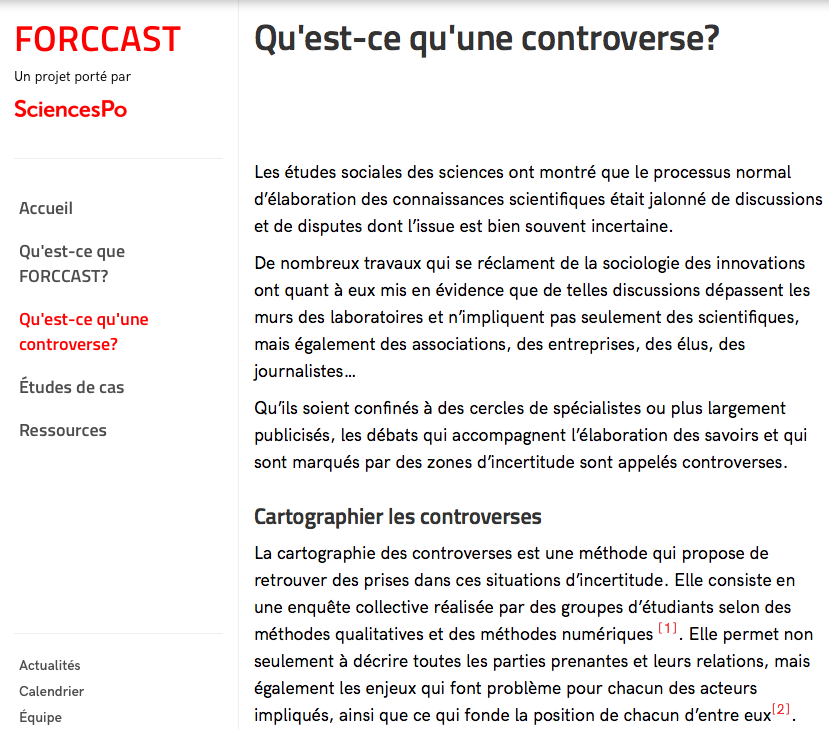 FORCCAST
Un projet porté par
SciencesPo
Accueil
Qu'est-ce que
FORCCAST?
Qu'est-ce qu'une
controverse?
Études de cas
Ressources
Actualités
Calendrier
Équipe
Qu'est-ce qu'une controverse?
Les études sociales des sciences ont montré que le processus normal
d’élaboration des connaissances scientifiques était jalonné de discussions
et de disputes dont l’issue est bien souvent incertaine.
De nombreux travaux qui se réclament de la sociologie des innovations
ont quant à eux mis en évidence que de telles discussions dépassent les
murs des laboratoires et n’impliquent pas seulement des scientifiques,
mais également des associations, des entreprises, des élus, des
journalistes…
Qu’ils soient confinés à des cercles de spécialistes ou plus largement
publicisés, les débats qui accompagnent l’élaboration des savoirs et qui
sont marqués par des zones d’incertitude sont appelés controverses.
Cartographier les controverses
La cartographie des controverses est une méthode qui propose de
retrouver des prises dans ces situations d’incertitude. Elle consiste en
une enquête collective réalisée par des groupes d’étudiants selon des
méthodes qualitatives et des méthodes numériques [1]. Elle permet non
seulement à décrire toutes les parties prenantes et leurs relations, mais
également les enjeux qui font problème pour chacun des acteurs
impliqués, ainsi que ce qui fonde la position de chacun d’entre eux[2].